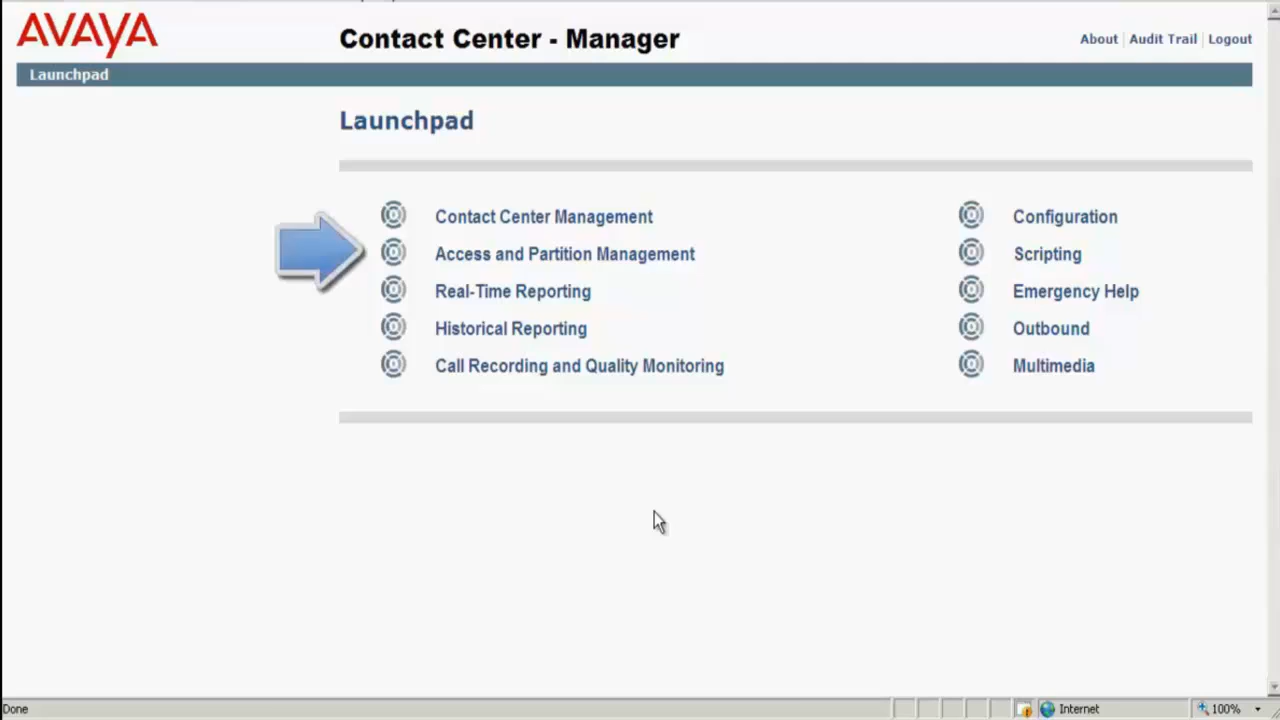 AVAYA
Contact Center - Manager
About | Audit Trail | Logout
Launchpad
Launchpad
Contact Center Management
Access and Partition Management
Real-Time Reporting
Historical Reporting
Call Recording and Quality Monitoring
Configuration
Scripting
Emergency Help
Outbound
Multimedia
Done
Internet
100%